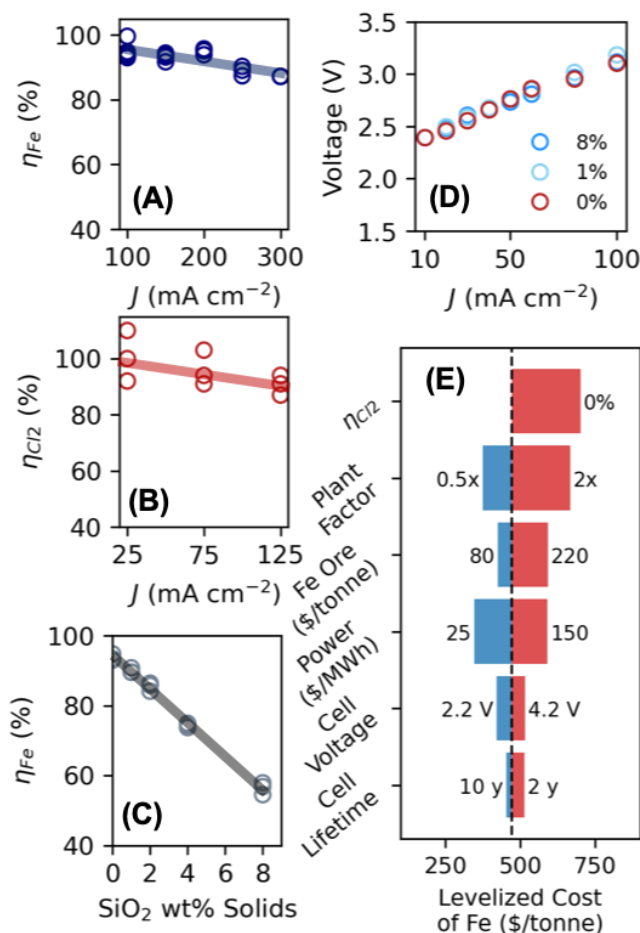 100
80
60
40
η_Fe (%)
(A)
100 150 200 250 300
J (mA cm⁻²)
3.5
3.0
2.5
2.0
1.5
Voltage (V)
8%
1%
0%
(D)
10 50 100
J (mA cm⁻²)
100
80
60
40
η_Cl2 (%)
(B)
25 75 125
J (mA cm⁻²)
100
80
60
40
η_Fe (%)
(C)
0 2 4 6 8
SiO₂ wt% Solids
(E)
η_Cl2
0%
Plant
Factor
0.5x 2x
Fe Ore
($/tonne)
80 220
Power
($/MWh)
25 150
Cell
Voltage
2.2 V 4.2 V
Cell
Lifetime
10 y 2 y
250 500 750
Levelized Cost
of Fe ($/tonne)